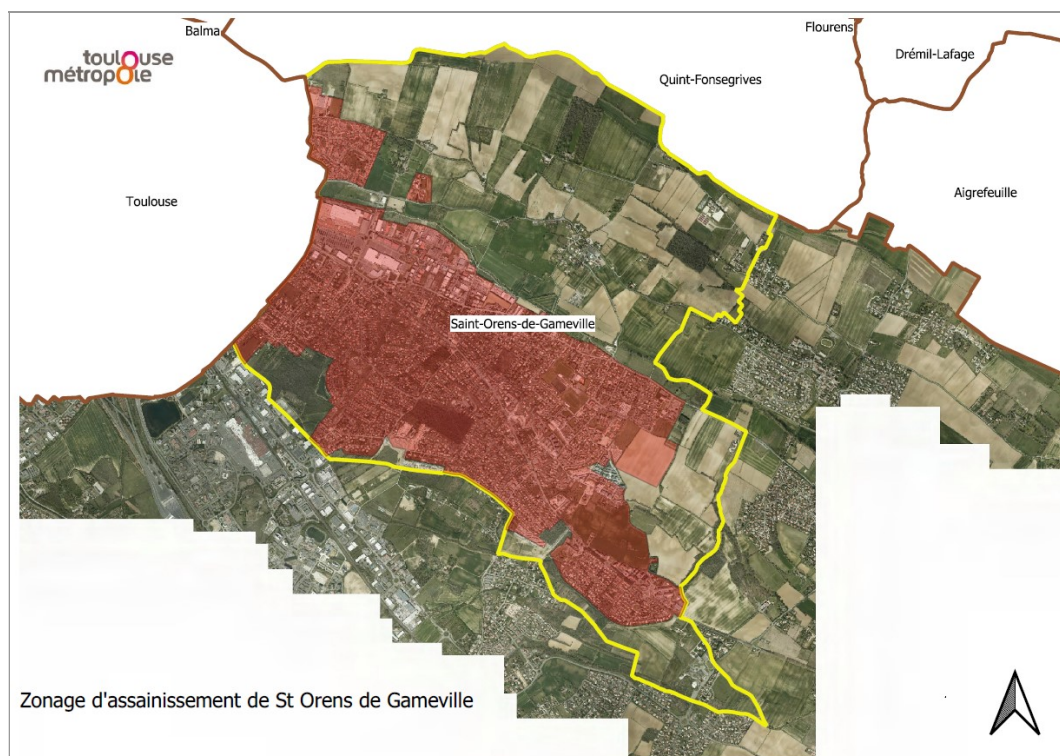 toulouse
métropole
Balma
Flourens
Drémil-Lafage
Quint-Fonsegrives
Toulouse
Aigrefeuille
Saint-Orens-de-Gameville
Zonage d'assainissement de St Orens de Gameville